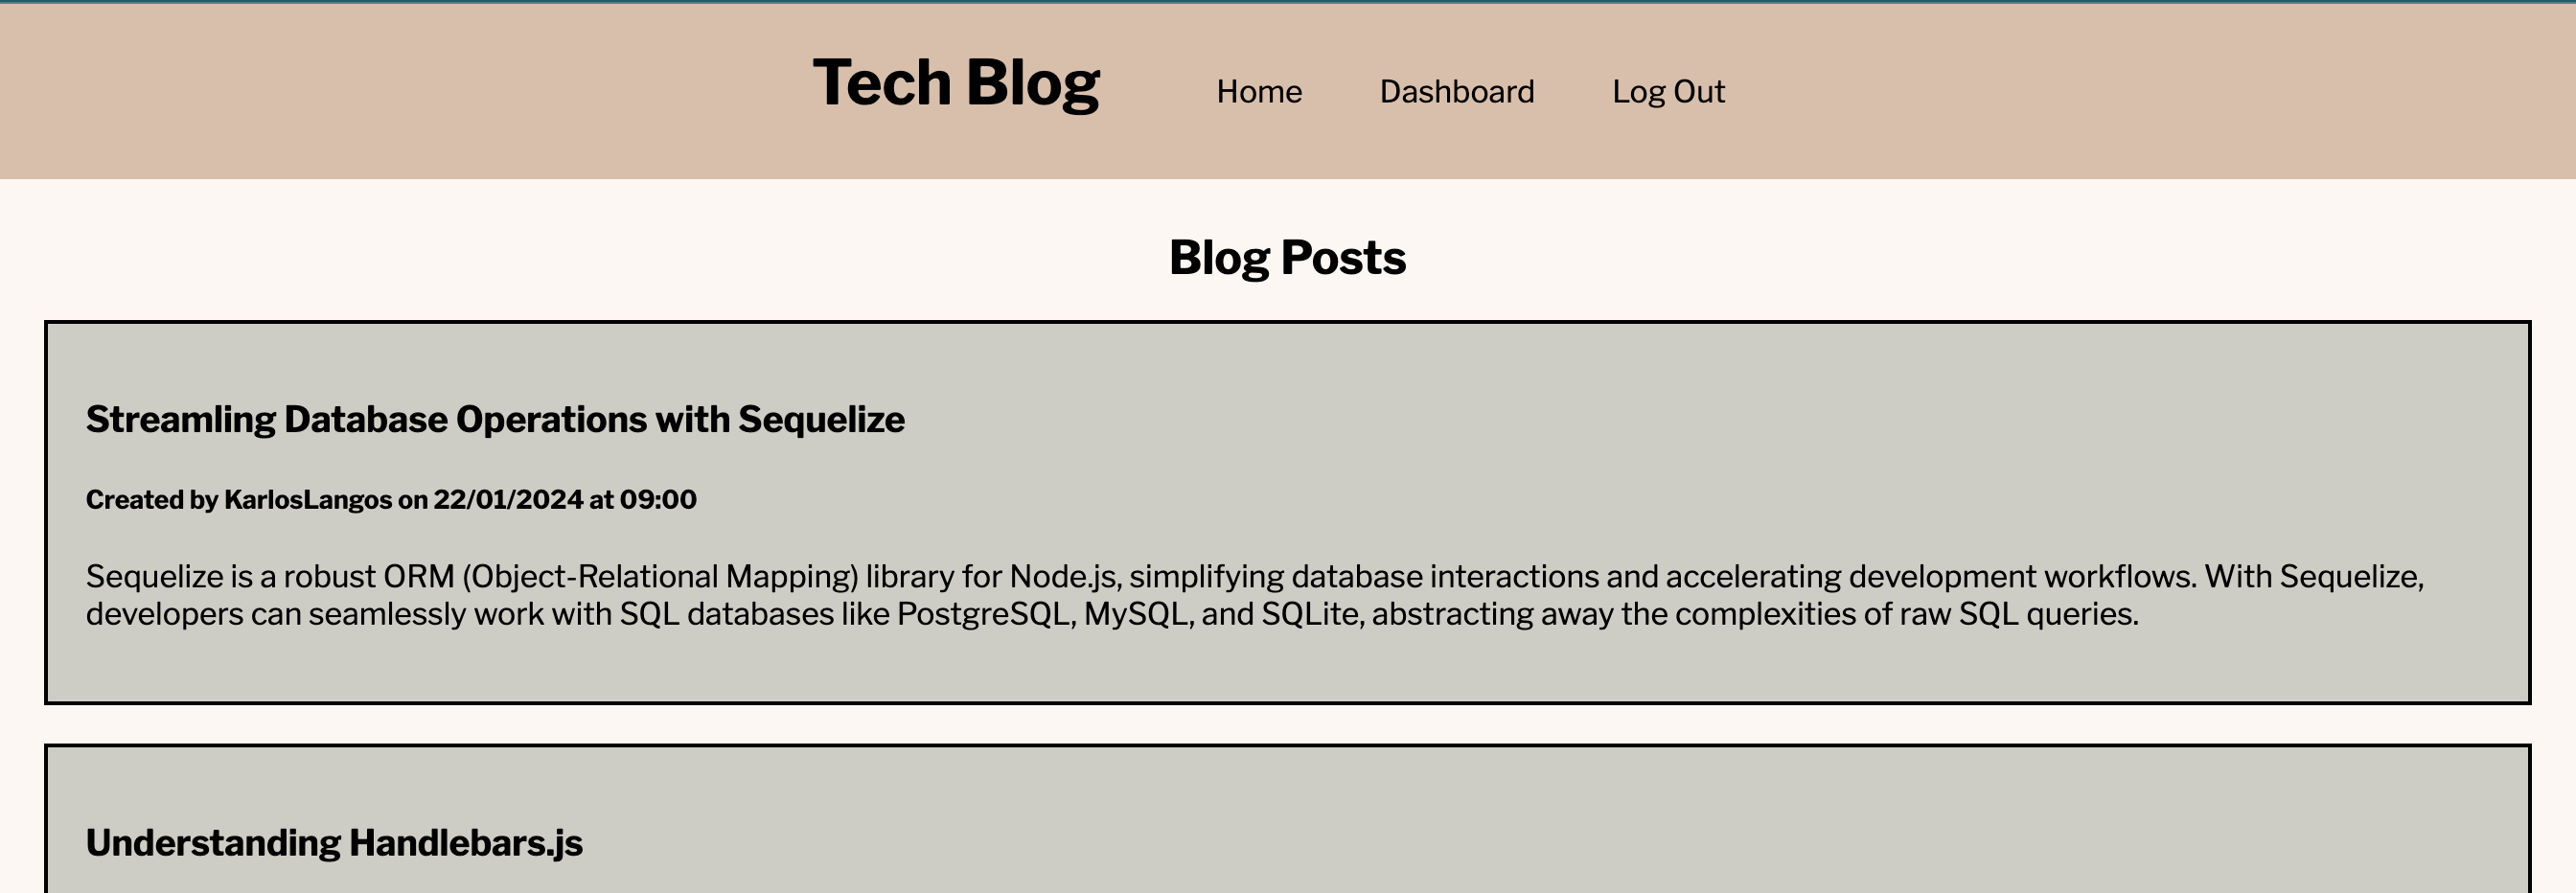 Tech Blog
Home Dashboard Log Out
Blog Posts
Streamling Database Operations with Sequelize
Created by KarlosLangos on 22/01/2024 at 09:00
Sequelize is a robust ORM (Object-Relational Mapping) library for Node.js, simplifying database interactions and accelerating development workflows. With Sequelize,
developers can seamlessly work with SQL databases like PostgreSQL, MySQL, and SQLite, abstracting away the complexities of raw SQL queries.
Understanding Handlebars.js